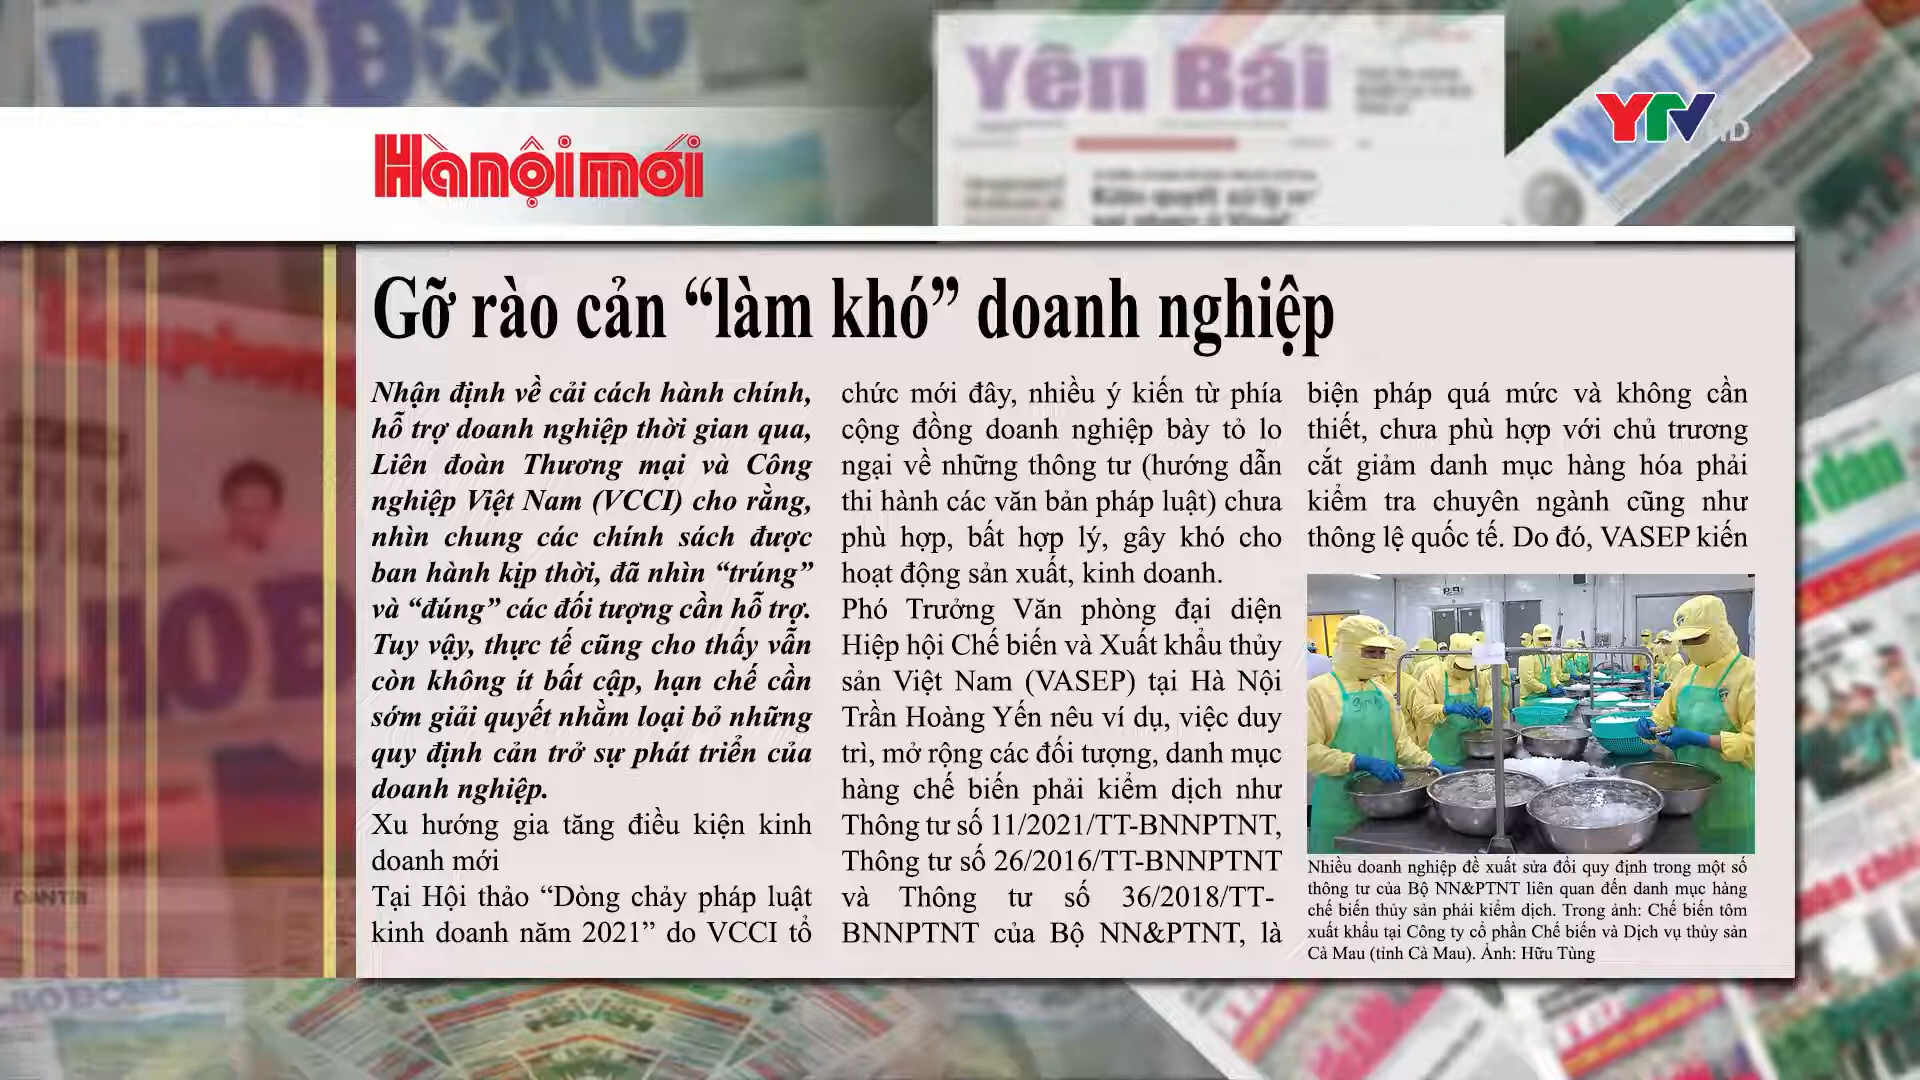 LAO ĐỘNG
Yên Bái
Nhân Dân
YTV HD
Hànộimới
Gỡ rào cản “làm khó” doanh nghiệp
Nhận định về cải cách hành chính,
hỗ trợ doanh nghiệp thời gian qua,
Liên đoàn Thương mại và Công
nghiệp Việt Nam (VCCI) cho rằng,
nhìn chung các chính sách được
ban hành kịp thời, đã nhìn “trúng”
và “đúng” các đối tượng cần hỗ trợ.
Tuy vậy, thực tế cũng cho thấy vẫn
còn không ít bất cập, hạn chế cần
sớm giải quyết nhằm loại bỏ những
quy định cản trở sự phát triển của
doanh nghiệp.
Xu hướng gia tăng điều kiện kinh
doanh mới
Tại Hội thảo “Dòng chảy pháp luật
kinh doanh năm 2021” do VCCI tổ
chức mới đây, nhiều ý kiến từ phía
cộng đồng doanh nghiệp bày tỏ lo
ngại về những thông tư (hướng dẫn
thi hành các văn bản pháp luật) chưa
phù hợp, bất hợp lý, gây khó cho
hoạt động sản xuất, kinh doanh.
Phó Trưởng Văn phòng đại diện
Hiệp hội Chế biến và Xuất khẩu thủy
sản Việt Nam (VASEP) tại Hà Nội
Trần Hoàng Yến nêu ví dụ, việc duy
trì, mở rộng các đối tượng, danh mục
hàng chế biến phải kiểm dịch như
Thông tư số 11/2021/TT-BNNPTNT,
Thông tư số 26/2016/TT-BNNPTNT
và Thông tư số 36/2018/TT-
BNNPTNT của Bộ NN&PTNT, là
biện pháp quá mức và không cần
thiết, chưa phù hợp với chủ trương
cắt giảm danh mục hàng hóa phải
kiểm tra chuyên ngành cũng như
thông lệ quốc tế. Do đó, VASEP kiến
Nhiều doanh nghiệp đề xuất sửa đổi quy định trong một số
thông tư của Bộ NN&PTNT liên quan đến danh mục hàng
chế biến thủy sản phải kiểm dịch. Trong ảnh: Chế biến tôm
xuất khẩu tại Công ty cổ phần Chế biến và Dịch vụ thủy sản
Cà Mau (tỉnh Cà Mau). Ảnh: Hữu Tùng